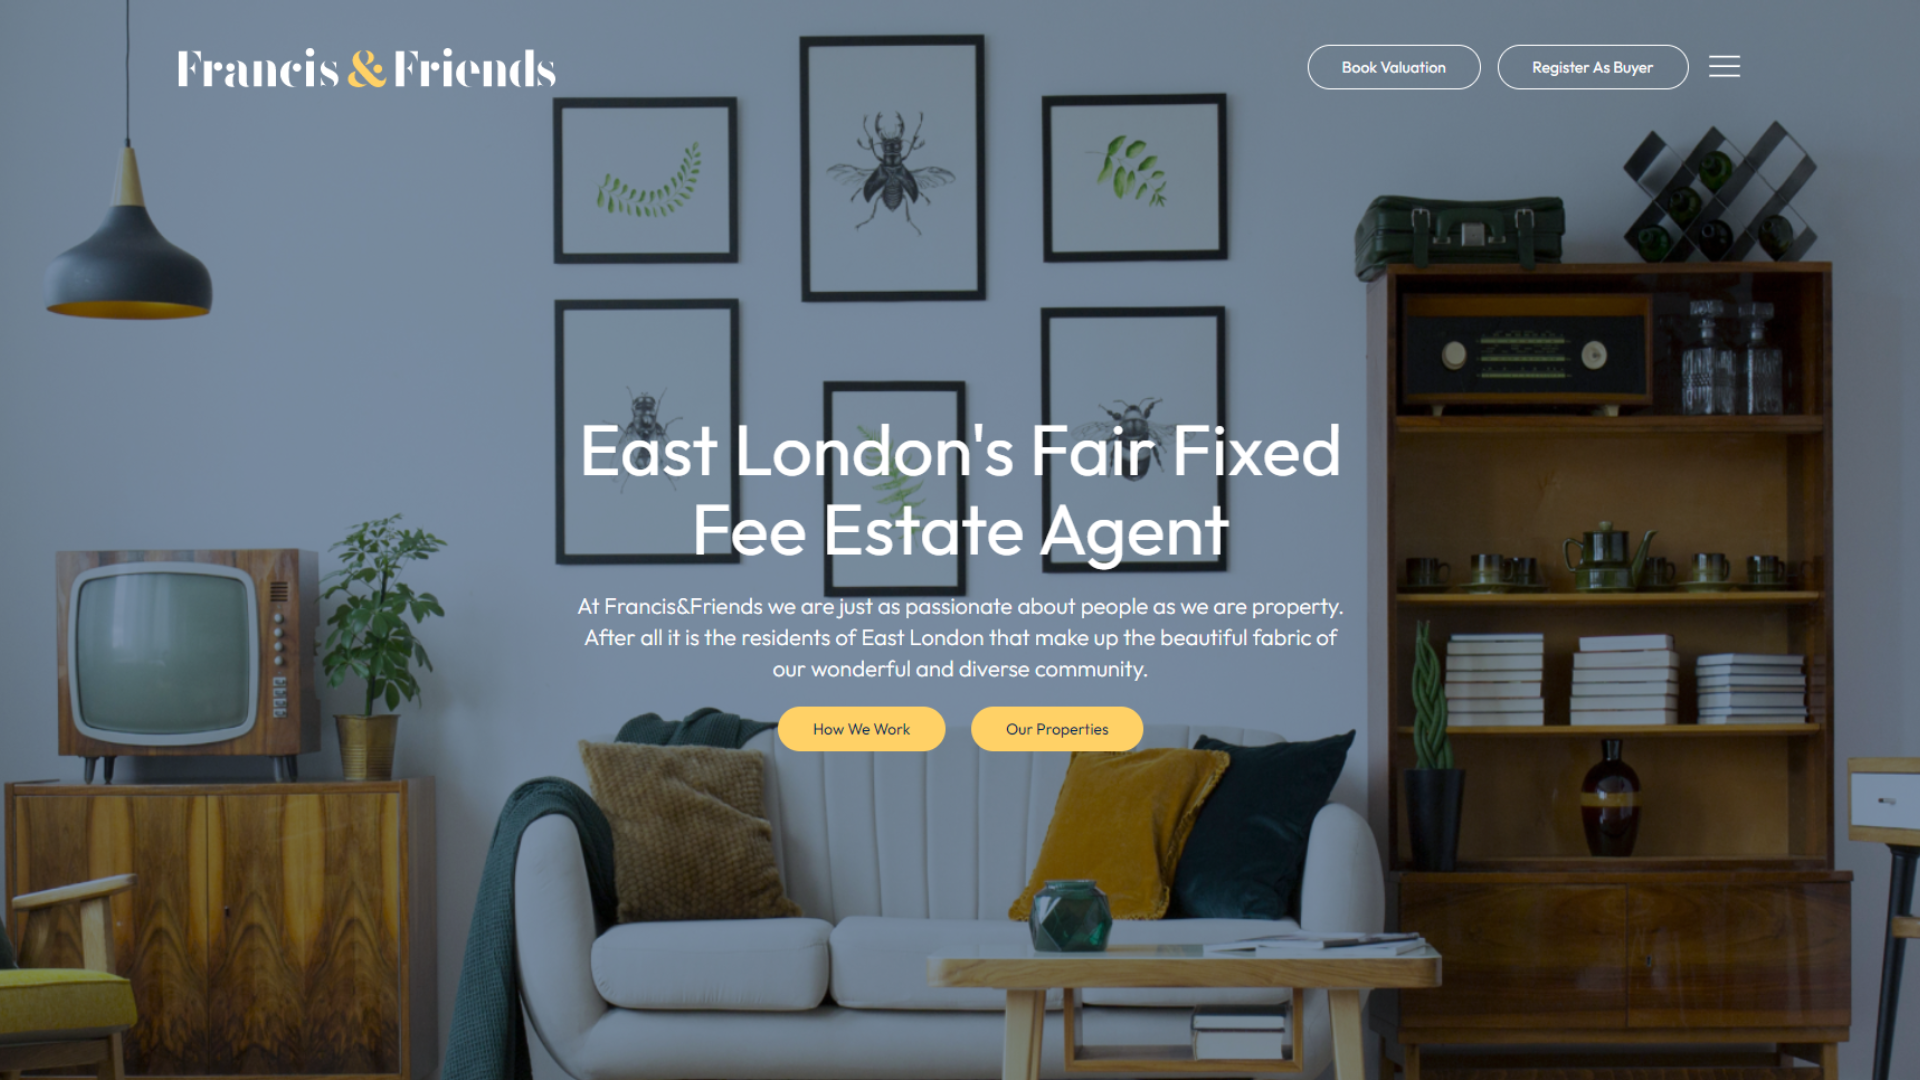 Francis & Friends
Book Valuation
Register As Buyer
East London's Fair Fixed
Fee Estate Agent
At Francis&Friends we are just as passionate about people as we are property.
After all it is the residents of East London that make up the beautiful fabric of
our wonderful and diverse community.
How We Work
Our Properties